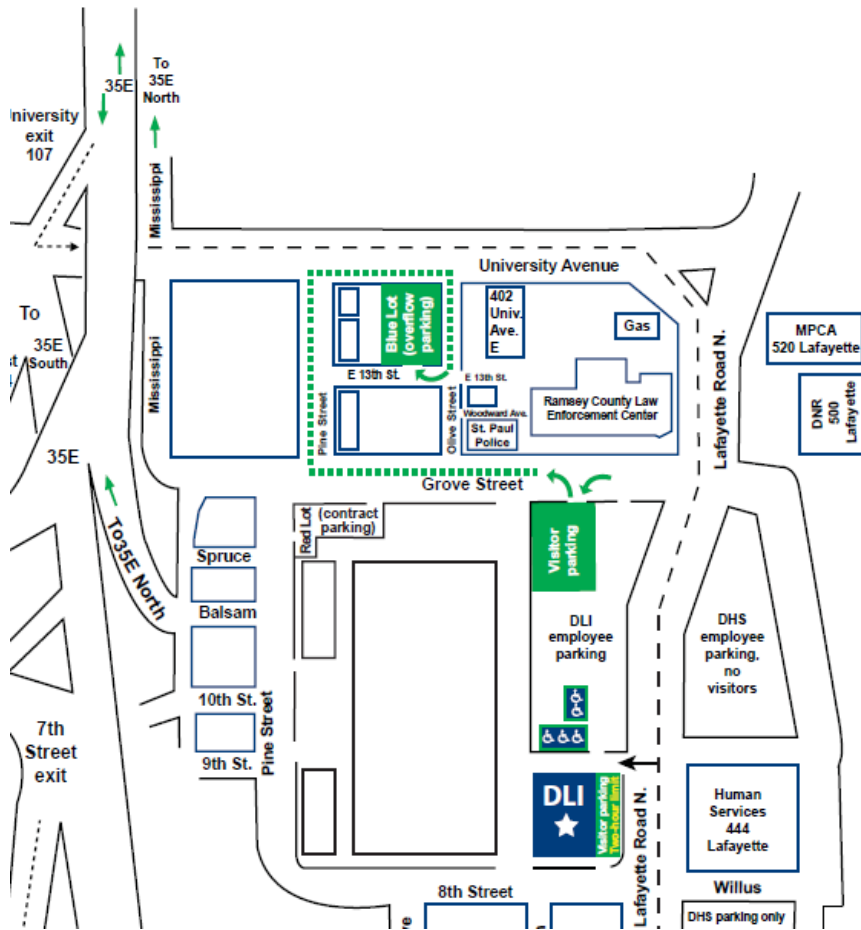 To
35E
North
35E
University
exit
107
Mississippi
University Avenue
To
35E
South
Mississippi
Blue Lot
(overflow
parking)
402
Univ.
Ave.
E
Gas
MPCA
520 Lafayette
DNR
500
Lafayette
E 13th St.
E 13th St.
Woodward Ave.
St. Paul
Police
Ramsey County Law
Enforcement Center
Pine Street
Olive Street
Lafayette Road N.
35E
Grove Street
To35E North
Red Lot
(contract
parking)
Visitor
parking
Spruce
Balsam
10th St.
9th St.
Pine Street
DLI
employee
parking
DHS
employee
parking,
no
visitors
7th
Street
exit
DLI
Visitor parking
Two-hour limit
Human
Services
444
Lafayette
Lafayette Road N.
8th Street
Willus
DHS parking only